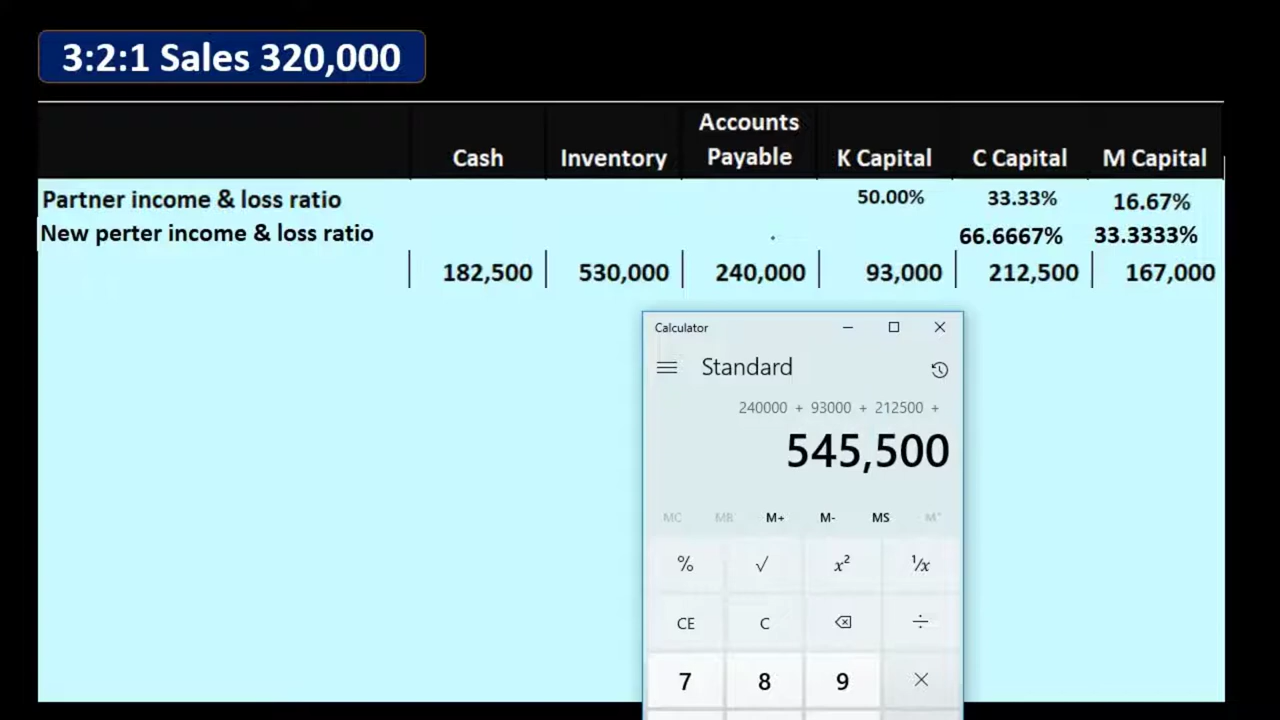 3:2:1 Sales 320,000
Cash Inventory Accounts Payable K Capital C Capital M Capital
Partner income & loss ratio 50.00% 33.33% 16.67%
New perter income & loss ratio 66.6667% 33.3333%
182,500 530,000 240,000 93,000 212,500 167,000
Calculator
Standard
240000 + 93000 + 212500 +
545,500
MC MR M+ M- MS M˅
% √ x² ¹/x
CE C ÷
7 8 9 ×